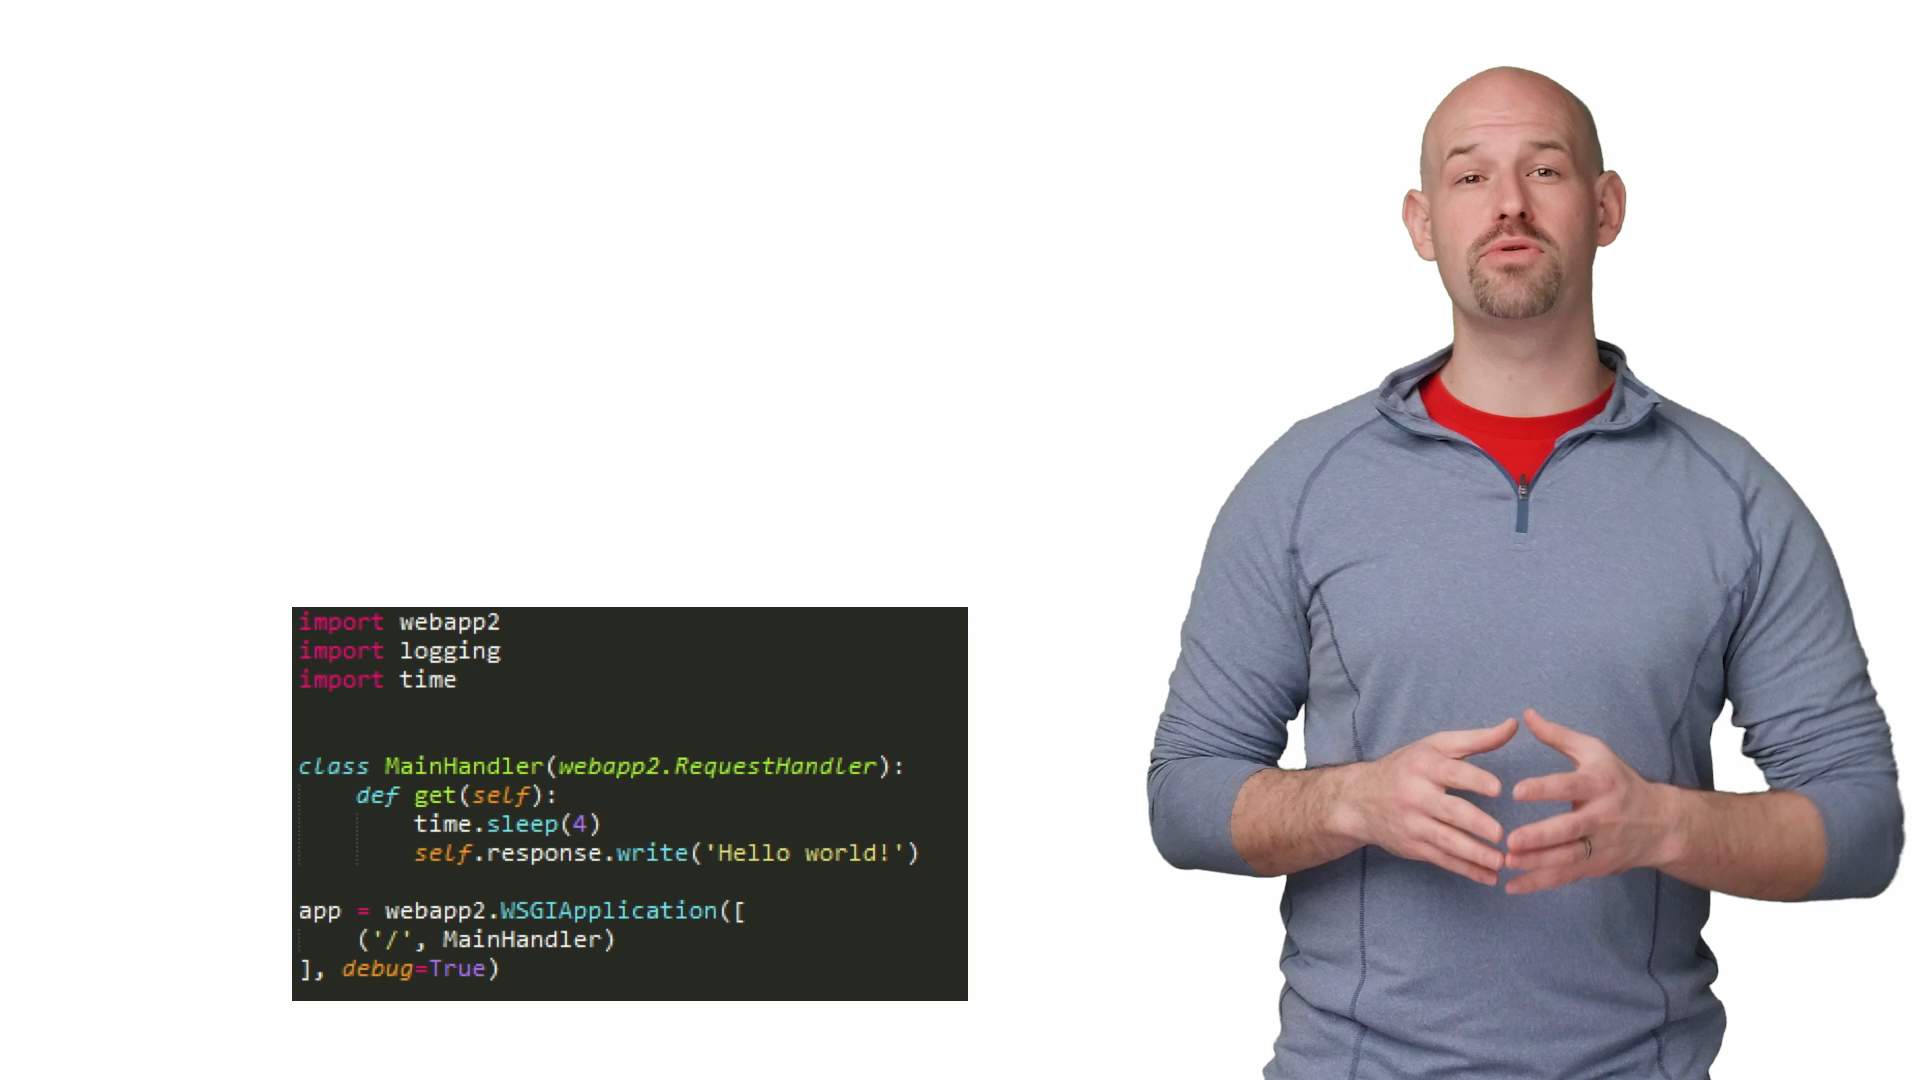 import webapp2
import logging
import time
class MainHandler(webapp2.RequestHandler):
def get(self):
time.sleep(4)
self.response.write('Hello world!')
app = webapp2.WSGIApplication([
('/', MainHandler)
], debug=True)